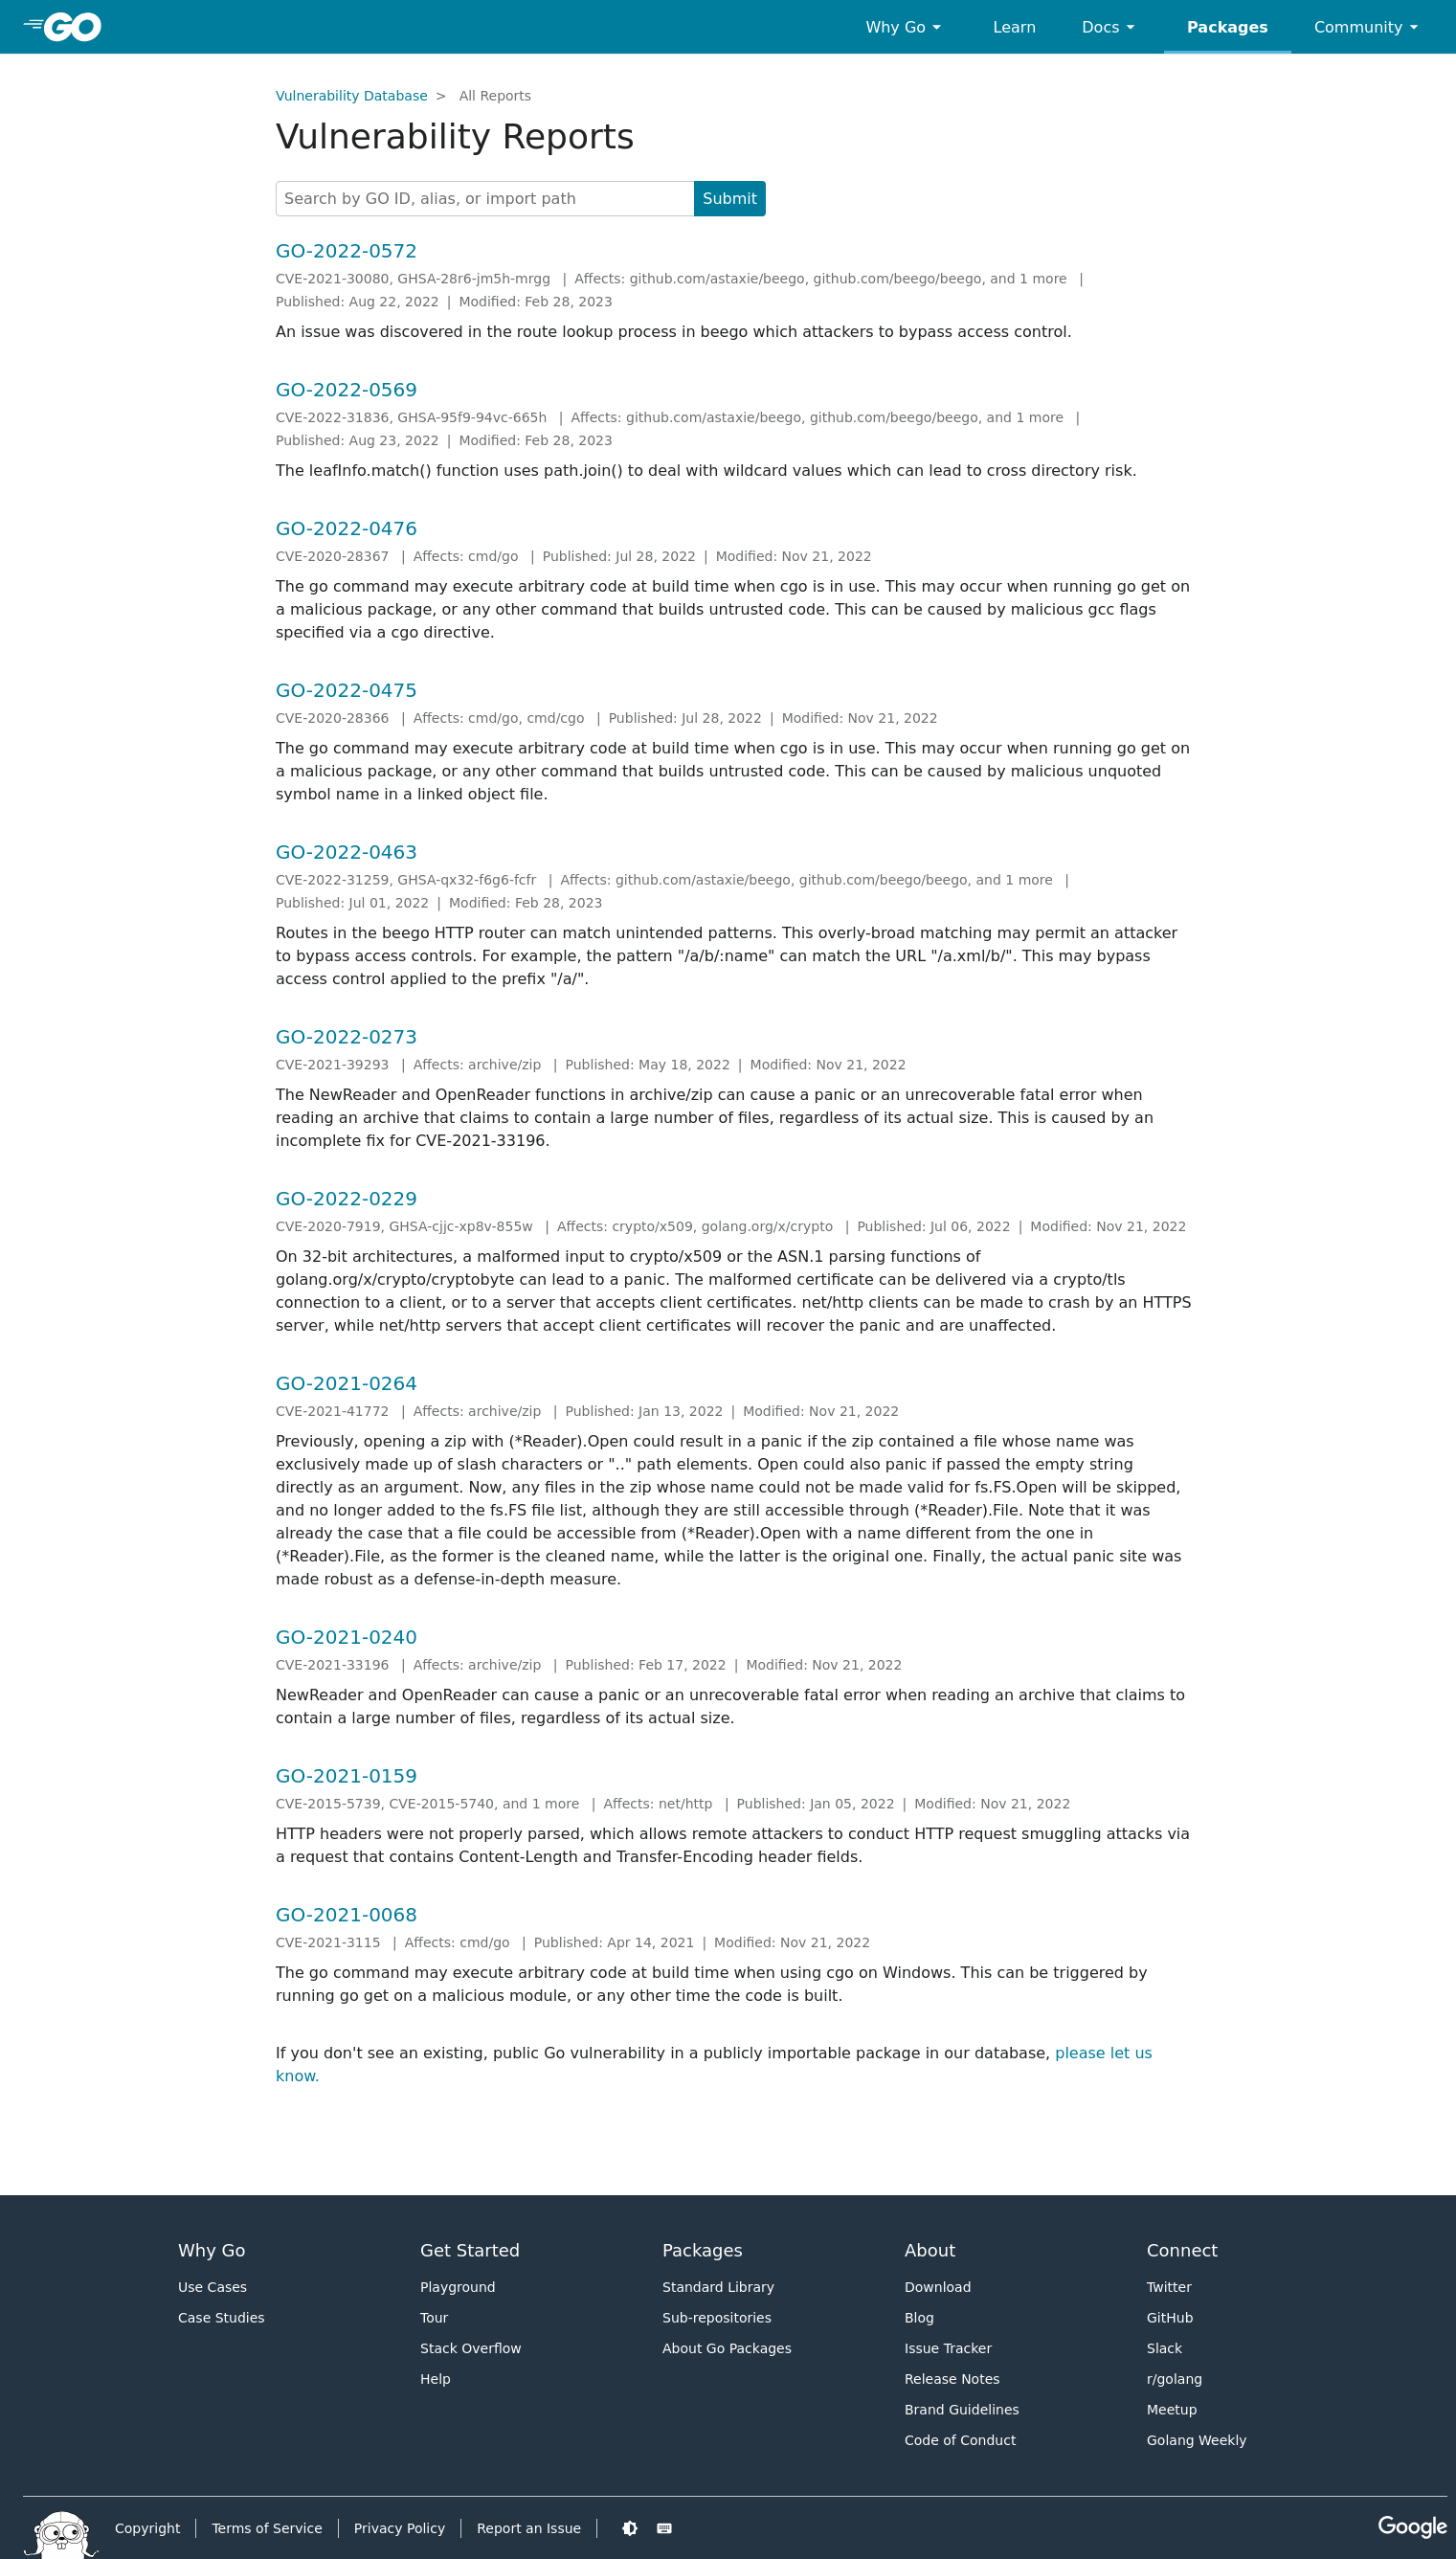 GO
Why Go
Learn
Docs
Packages
Community
Vulnerability Database > All Reports
Vulnerability Reports
Search by GO ID, alias, or import path
Submit
GO-2022-0572
CVE-2021-30080, GHSA-28r6-jm5h-mrgg | Affects: github.com/astaxie/beego, github.com/beego/beego, and 1 more |
Published: Aug 22, 2022 | Modified: Feb 28, 2023
An issue was discovered in the route lookup process in beego which attackers to bypass access control.
GO-2022-0569
CVE-2022-31836, GHSA-95f9-94vc-665h | Affects: github.com/astaxie/beego, github.com/beego/beego, and 1 more |
Published: Aug 23, 2022 | Modified: Feb 28, 2023
The leafInfo.match() function uses path.join() to deal with wildcard values which can lead to cross directory risk.
GO-2022-0476
CVE-2020-28367 | Affects: cmd/go | Published: Jul 28, 2022 | Modified: Nov 21, 2022
The go command may execute arbitrary code at build time when cgo is in use. This may occur when running go get on
a malicious package, or any other command that builds untrusted code. This can be caused by malicious gcc flags
specified via a cgo directive.
GO-2022-0475
CVE-2020-28366 | Affects: cmd/go, cmd/cgo | Published: Jul 28, 2022 | Modified: Nov 21, 2022
The go command may execute arbitrary code at build time when cgo is in use. This may occur when running go get on
a malicious package, or any other command that builds untrusted code. This can be caused by malicious unquoted
symbol name in a linked object file.
GO-2022-0463
CVE-2022-31259, GHSA-qx32-f6g6-fcfr | Affects: github.com/astaxie/beego, github.com/beego/beego, and 1 more |
Published: Jul 01, 2022 | Modified: Feb 28, 2023
Routes in the beego HTTP router can match unintended patterns. This overly-broad matching may permit an attacker
to bypass access controls. For example, the pattern "/a/b/:name" can match the URL "/a.xml/b/". This may bypass
access control applied to the prefix "/a/".
GO-2022-0273
CVE-2021-39293 | Affects: archive/zip | Published: May 18, 2022 | Modified: Nov 21, 2022
The NewReader and OpenReader functions in archive/zip can cause a panic or an unrecoverable fatal error when
reading an archive that claims to contain a large number of files, regardless of its actual size. This is caused by an
incomplete fix for CVE-2021-33196.
GO-2022-0229
CVE-2020-7919, GHSA-cjjc-xp8v-855w | Affects: crypto/x509, golang.org/x/crypto | Published: Jul 06, 2022 | Modified: Nov 21, 2022
On 32-bit architectures, a malformed input to crypto/x509 or the ASN.1 parsing functions of
golang.org/x/crypto/cryptobyte can lead to a panic. The malformed certificate can be delivered via a crypto/tls
connection to a client, or to a server that accepts client certificates. net/http clients can be made to crash by an HTTPS
server, while net/http servers that accept client certificates will recover the panic and are unaffected.
GO-2021-0264
CVE-2021-41772 | Affects: archive/zip | Published: Jan 13, 2022 | Modified: Nov 21, 2022
Previously, opening a zip with (*Reader).Open could result in a panic if the zip contained a file whose name was
exclusively made up of slash characters or ".." path elements. Open could also panic if passed the empty string
directly as an argument. Now, any files in the zip whose name could not be made valid for fs.FS.Open will be skipped,
and no longer added to the fs.FS file list, although they are still accessible through (*Reader).File. Note that it was
already the case that a file could be accessible from (*Reader).Open with a name different from the one in
(*Reader).File, as the former is the cleaned name, while the latter is the original one. Finally, the actual panic site was
made robust as a defense-in-depth measure.
GO-2021-0240
CVE-2021-33196 | Affects: archive/zip | Published: Feb 17, 2022 | Modified: Nov 21, 2022
NewReader and OpenReader can cause a panic or an unrecoverable fatal error when reading an archive that claims to
contain a large number of files, regardless of its actual size.
GO-2021-0159
CVE-2015-5739, CVE-2015-5740, and 1 more | Affects: net/http | Published: Jan 05, 2022 | Modified: Nov 21, 2022
HTTP headers were not properly parsed, which allows remote attackers to conduct HTTP request smuggling attacks via
a request that contains Content-Length and Transfer-Encoding header fields.
GO-2021-0068
CVE-2021-3115 | Affects: cmd/go | Published: Apr 14, 2021 | Modified: Nov 21, 2022
The go command may execute arbitrary code at build time when using cgo on Windows. This can be triggered by
running go get on a malicious module, or any other time the code is built.
If you don't see an existing, public Go vulnerability in a publicly importable package in our database, please let us
know.
Why Go
Use Cases
Case Studies
Get Started
Playground
Tour
Stack Overflow
Help
Packages
Standard Library
Sub-repositories
About Go Packages
About
Download
Blog
Issue Tracker
Release Notes
Brand Guidelines
Code of Conduct
Connect
Twitter
GitHub
Slack
r/golang
Meetup
Golang Weekly
Copyright
Terms of Service
Privacy Policy
Report an Issue
Google